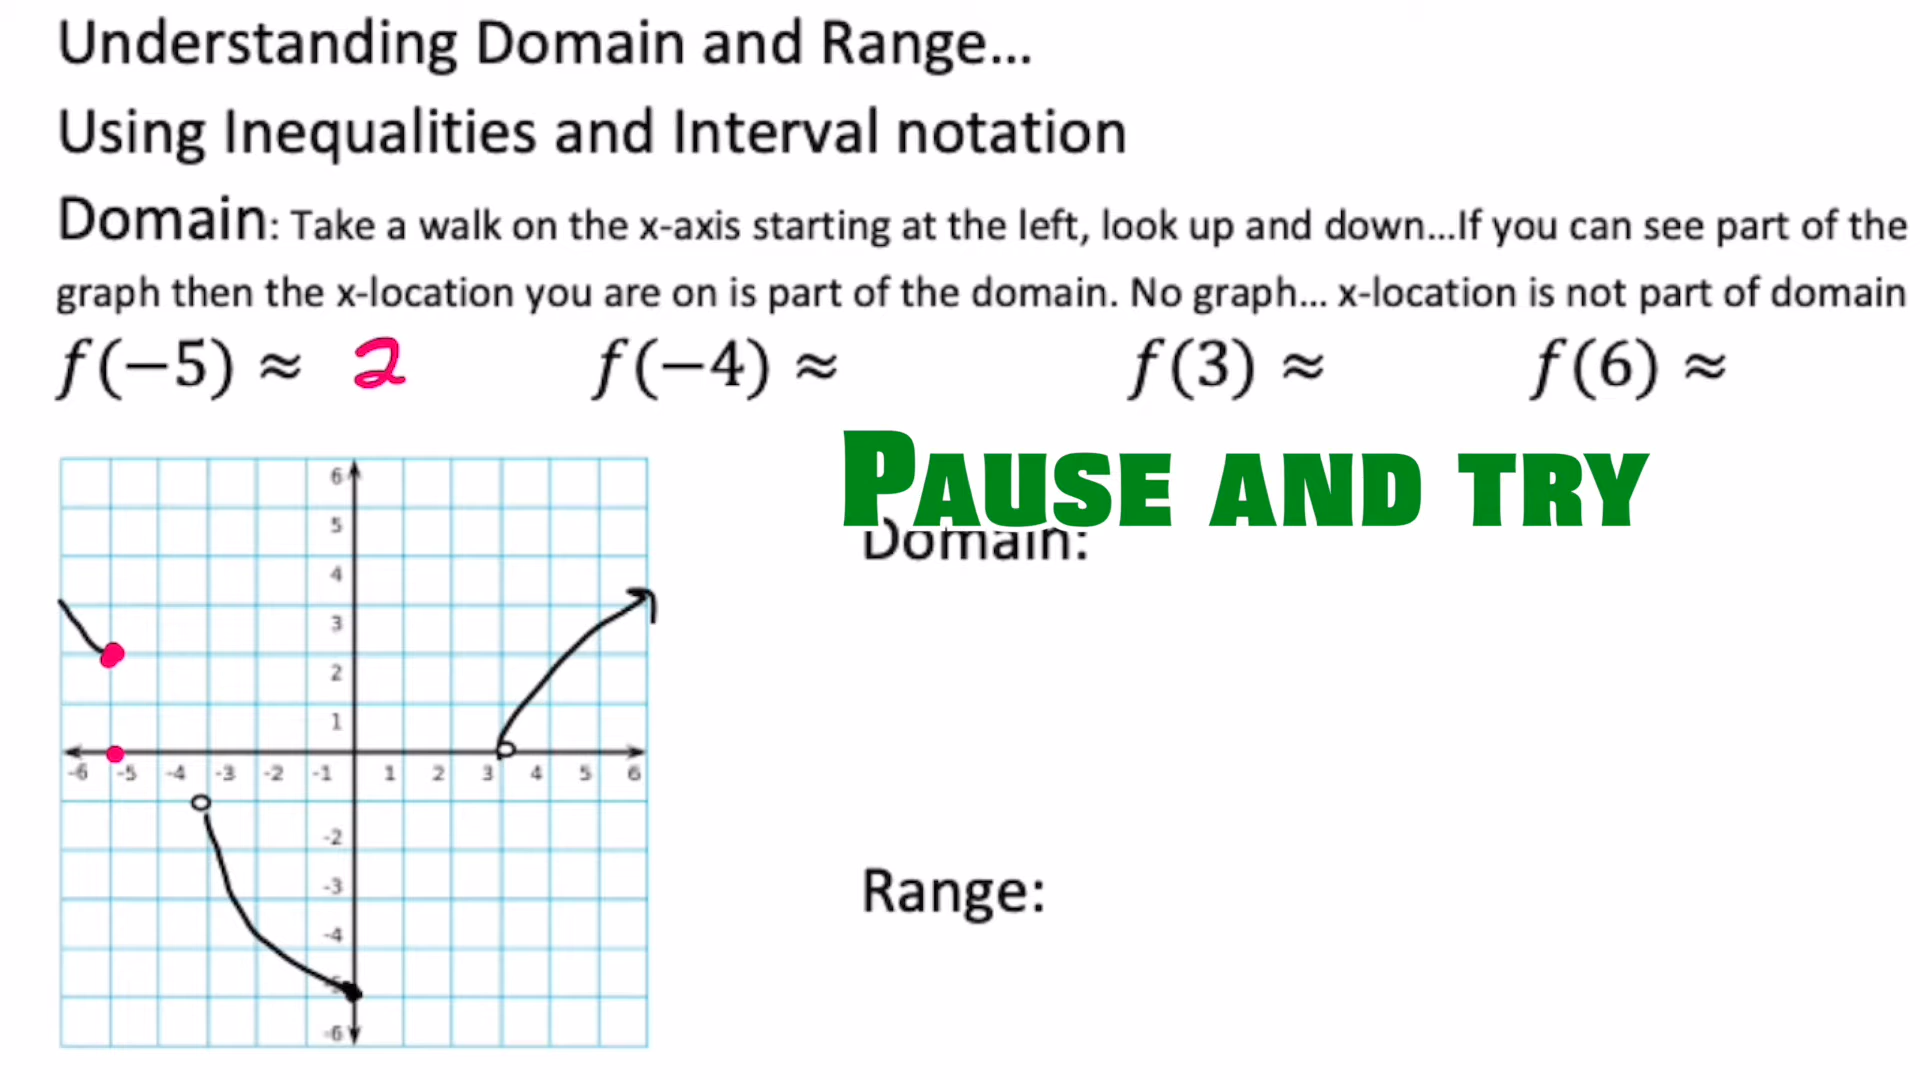 Understanding Domain and Range...
Using Inequalities and Interval notation
Domain: Take a walk on the x-axis starting at the left, look up and down...If you can see part of the
graph then the x-location you are on is part of the domain. No graph... x-location is not part of domain
f(−5) ≈ 2 f(−4) ≈ f(3) ≈ f(6) ≈
PAUSE AND TRY
Domain:
6
5
4
3
2
1
-6 -5 -4 -3 -2 -1 1 2 3 4 5 6
-2
-3
-4
-6
Range: